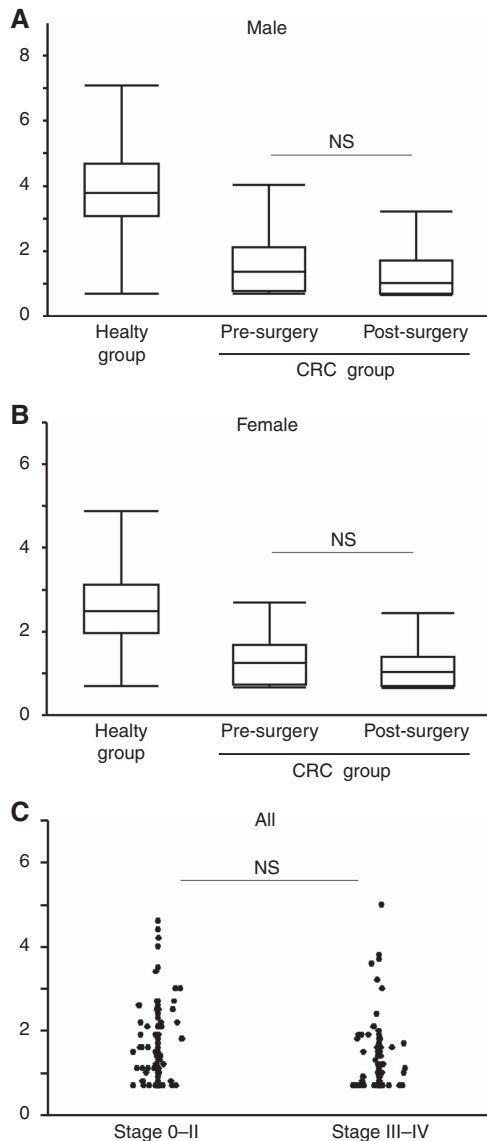 A
Male
8
6
4
2
0
NS
Healty
group
Pre-surgery
Post-surgery
CRC group
B
Female
6
4
2
0
NS
Healty
group
Pre-surgery
Post-surgery
CRC group
C
All
6
4
2
0
NS
Stage 0–II
Stage III–IV